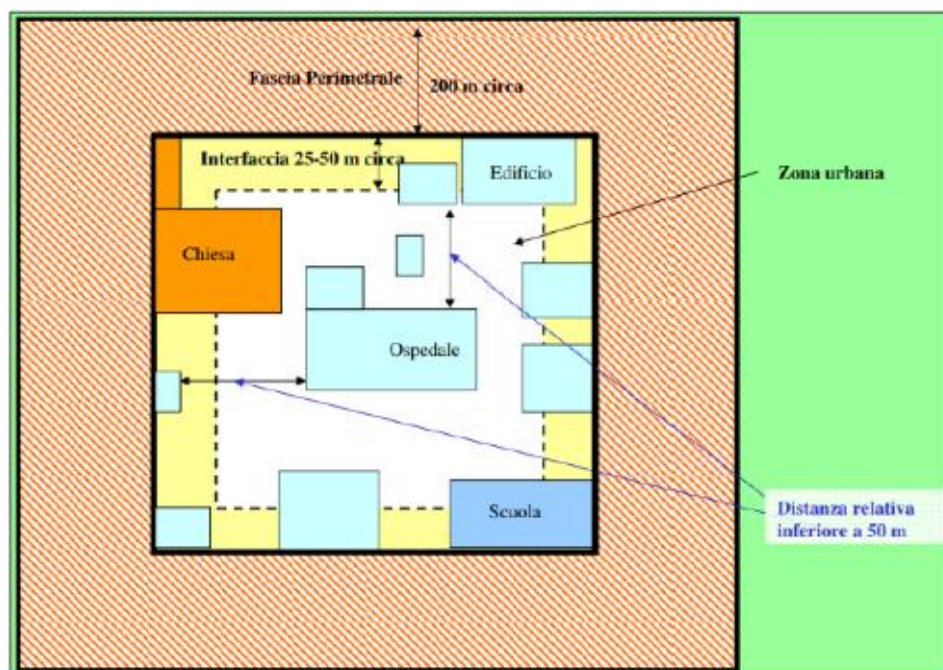 Fascia Perimetrale
200 m circa
Interfaccia 25-50 m circa
Edificio
Zona urbana
Chiesa
Ospedale
Scuola
Distanza relativa
inferiore a 50 m